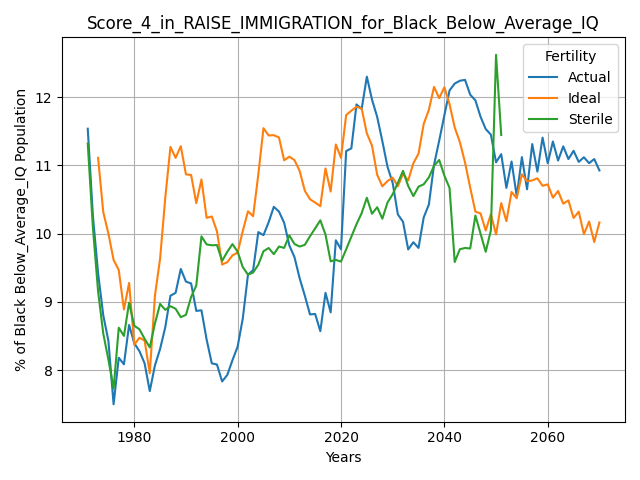 Score_4_in_RAISE_IMMIGRATION_for_Black_Below_Average_IQ
% of Black Below_Average_IQ Population
12
11
10
9
8
Fertility
Actual
Ideal
Sterile
1980
2000
2020
2040
2060
Years